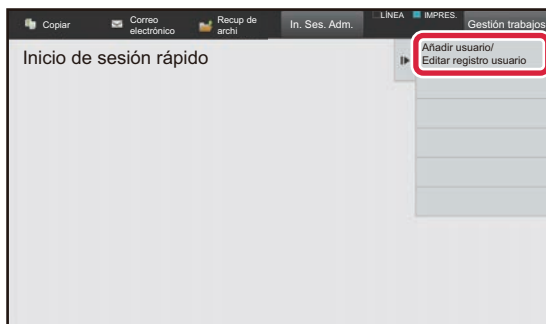 Copiar
Correo
electrónico
Recup de
archi
In. Ses. Adm.
LÍNEA
IMPRES.
Gestión trabajos
Inicio de sesión rápido
Añadir usuario/
Editar registro usuario